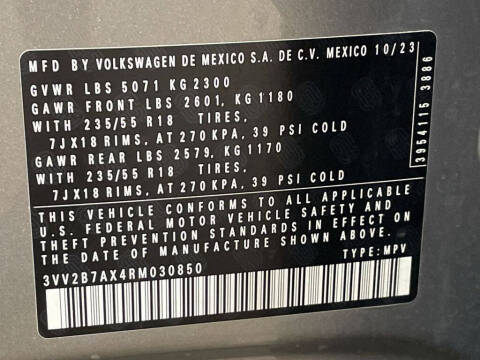 MFD BY VOLKSWAGEN DE MEXICO S.A. DE C.V. MEXICO 10/23
GVWR LBS 5071 KG 2300
GAWR FRONT LBS 2601, KG 1180
WITH 235/55 R18 TIRES,
7JX18 RIMS, AT 270 KPA, 39 PSI COLD
GAWR REAR LBS 2579, KG 1170
WITH 235/55 R18 TIRES,
7JX18 RIMS, AT 270 KPA, 39 PSI COLD
THIS VEHICLE CONFORMS TO ALL APPLICABLE
U.S. FEDERAL MOTOR VEHICLE SAFETY AND
THEFT PREVENTION STANDARDS IN EFFECT ON
THE DATE OF MANUFACTURE SHOWN ABOVE.
3VV2B7AX4RM030850 TYPE: MPV
3954115 3886